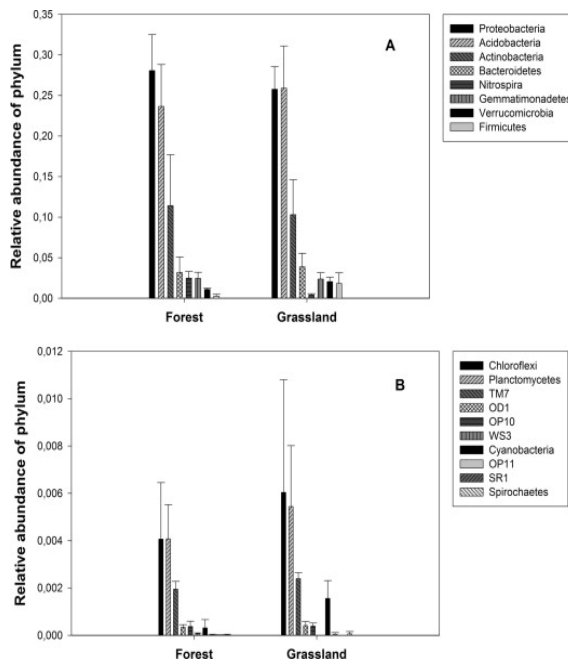 A
Relative abundance of phylum
0,35
0,30
0,25
0,20
0,15
0,10
0,05
0,00
Forest
Grassland
Proteobacteria
Acidobacteria
Actinobacteria
Bacteroidetes
Nitrospira
Gemmatimonadetes
Verrucomicrobia
Firmicutes
B
Relative abundance of phylum
0,012
0,010
0,008
0,006
0,004
0,002
0,000
Forest
Grassland
Chloroflexi
Planctomycetes
TM7
OD1
OP10
WS3
Cyanobacteria
OP11
SR1
Spirochaetes